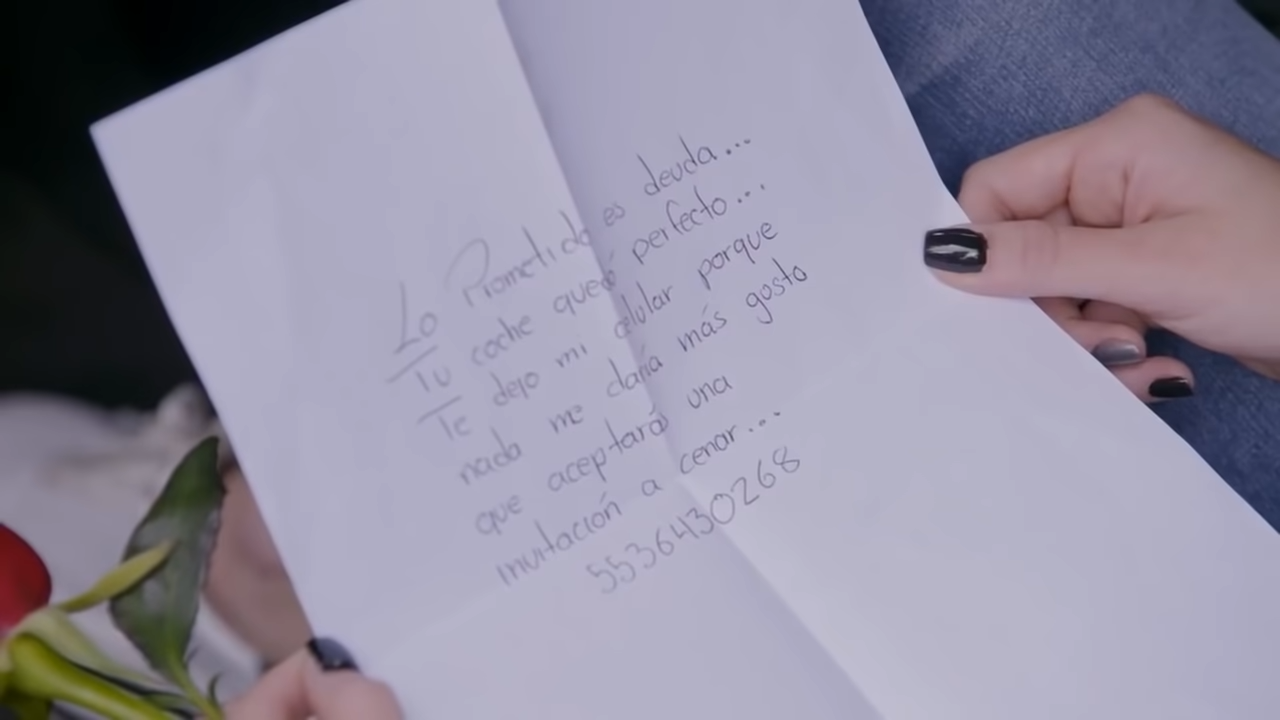 Lo Prometido es deuda...
Tu coche quedó perfecto...
Te dejo mi celular porque
nada me daría más gosto
que aceptarás una
invitación a cenar...
5536430268